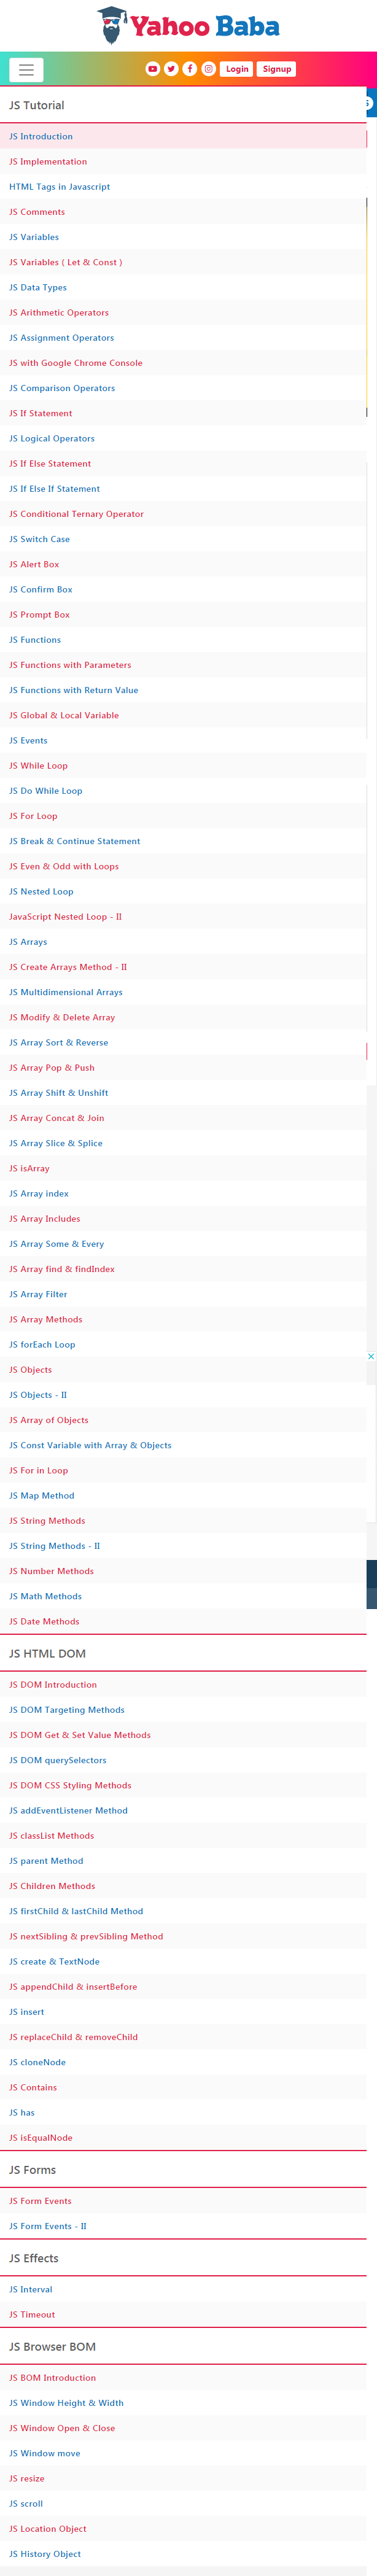 Yahoo Baba
Login Signup
JS Tutorial
JS Introduction
JS Implementation
HTML Tags in Javascript
JS Comments
JS Variables
JS Variables ( Let & Const )
JS Data Types
JS Arithmetic Operators
JS Assignment Operators
JS with Google Chrome Console
JS Comparison Operators
JS If Statement
JS Logical Operators
JS If Else Statement
JS If Else If Statement
JS Conditional Ternary Operator
JS Switch Case
JS Alert Box
JS Confirm Box
JS Prompt Box
JS Functions
JS Functions with Parameters
JS Functions with Return Value
JS Global & Local Variable
JS Events
JS While Loop
JS Do While Loop
JS For Loop
JS Break & Continue Statement
JS Even & Odd with Loops
JS Nested Loop
JavaScript Nested Loop - II
JS Arrays
JS Create Arrays Method - II
JS Multidimensional Arrays
JS Modify & Delete Array
JS Array Sort & Reverse
JS Array Pop & Push
JS Array Shift & Unshift
JS Array Concat & Join
JS Array Slice & Splice
JS isArray
JS Array index
JS Array Includes
JS Array Some & Every
JS Array find & findIndex
JS Array Filter
JS Array Methods
JS forEach Loop
JS Objects
JS Objects - II
JS Array of Objects
JS Const Variable with Array & Objects
JS For in Loop
JS Map Method
JS String Methods
JS String Methods - II
JS Number Methods
JS Math Methods
JS Date Methods
JS HTML DOM
JS DOM Introduction
JS DOM Targeting Methods
JS DOM Get & Set Value Methods
JS DOM querySelectors
JS DOM CSS Styling Methods
JS addEventListener Method
JS classList Methods
JS parent Method
JS Children Methods
JS firstChild & lastChild Method
JS nextSibling & prevSibling Method
JS create & TextNode
JS appendChild & insertBefore
JS insert
JS replaceChild & removeChild
JS cloneNode
JS Contains
JS has
JS isEqualNode
JS Forms
JS Form Events
JS Form Events - II
JS Effects
JS Interval
JS Timeout
JS Browser BOM
JS BOM Introduction
JS Window Height & Width
JS Window Open & Close
JS Window move
JS resize
JS scroll
JS Location Object
JS History Object